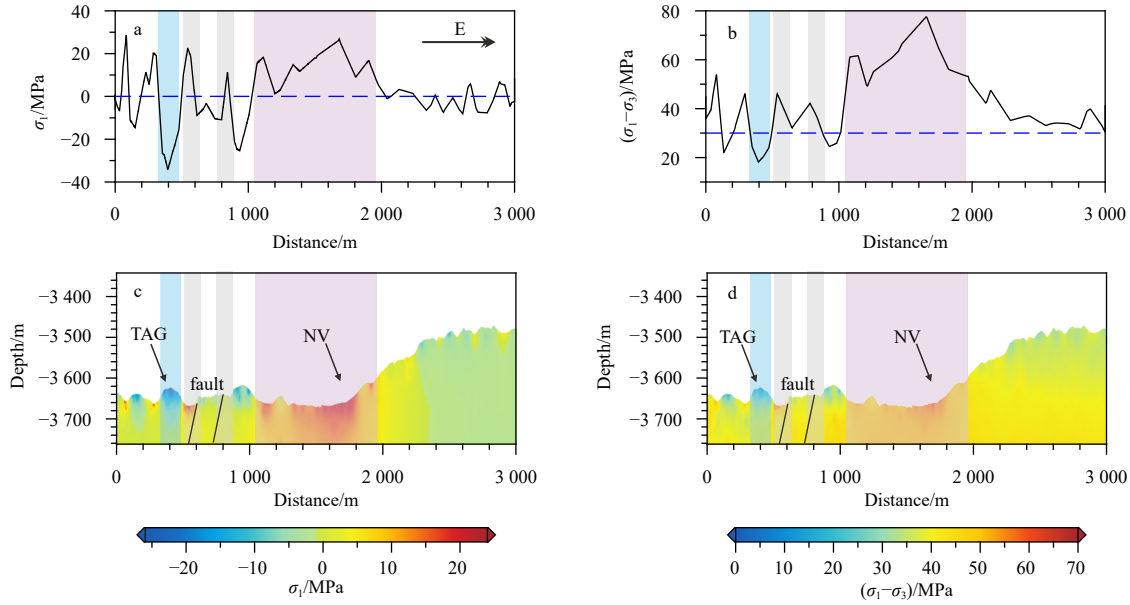 a
E
40
20
0
−20
−40
σ1/MPa
0
1 000
2 000
3 000
Distance/m
b
80
60
40
20
(σ1−σ3)/MPa
0
1 000
2 000
3 000
Distance/m
c
−3 400
−3 500
−3 600
−3 700
Depth/m
TAG
fault
NV
0
1 000
2 000
3 000
Distance/m
d
−3 400
−3 500
−3 600
−3 700
Depth/m
TAG
fault
NV
0
1 000
2 000
3 000
Distance/m
−20
−10
0
10
20
σ1/MPa
0
10
20
30
40
50
60
70
(σ1−σ3)/MPa